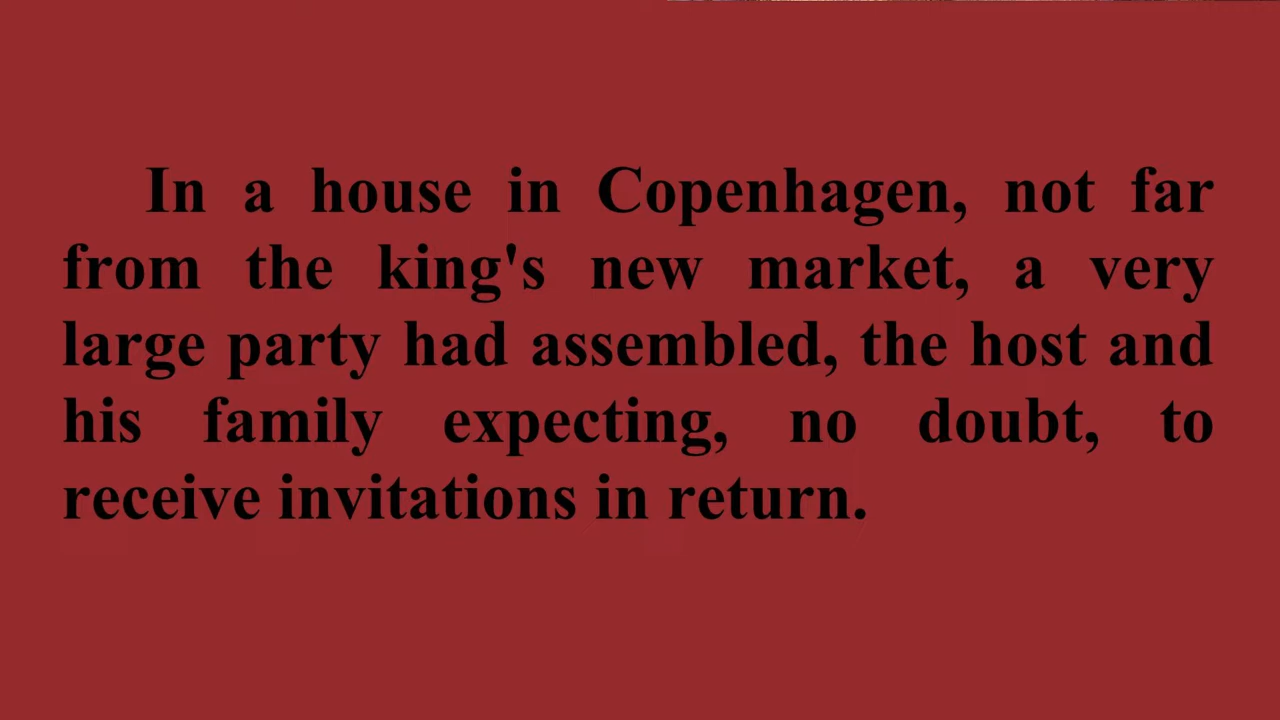 In a house in Copenhagen, not far
from the king's new market, a very
large party had assembled, the host and
his family expecting, no doubt, to
receive invitations in return.